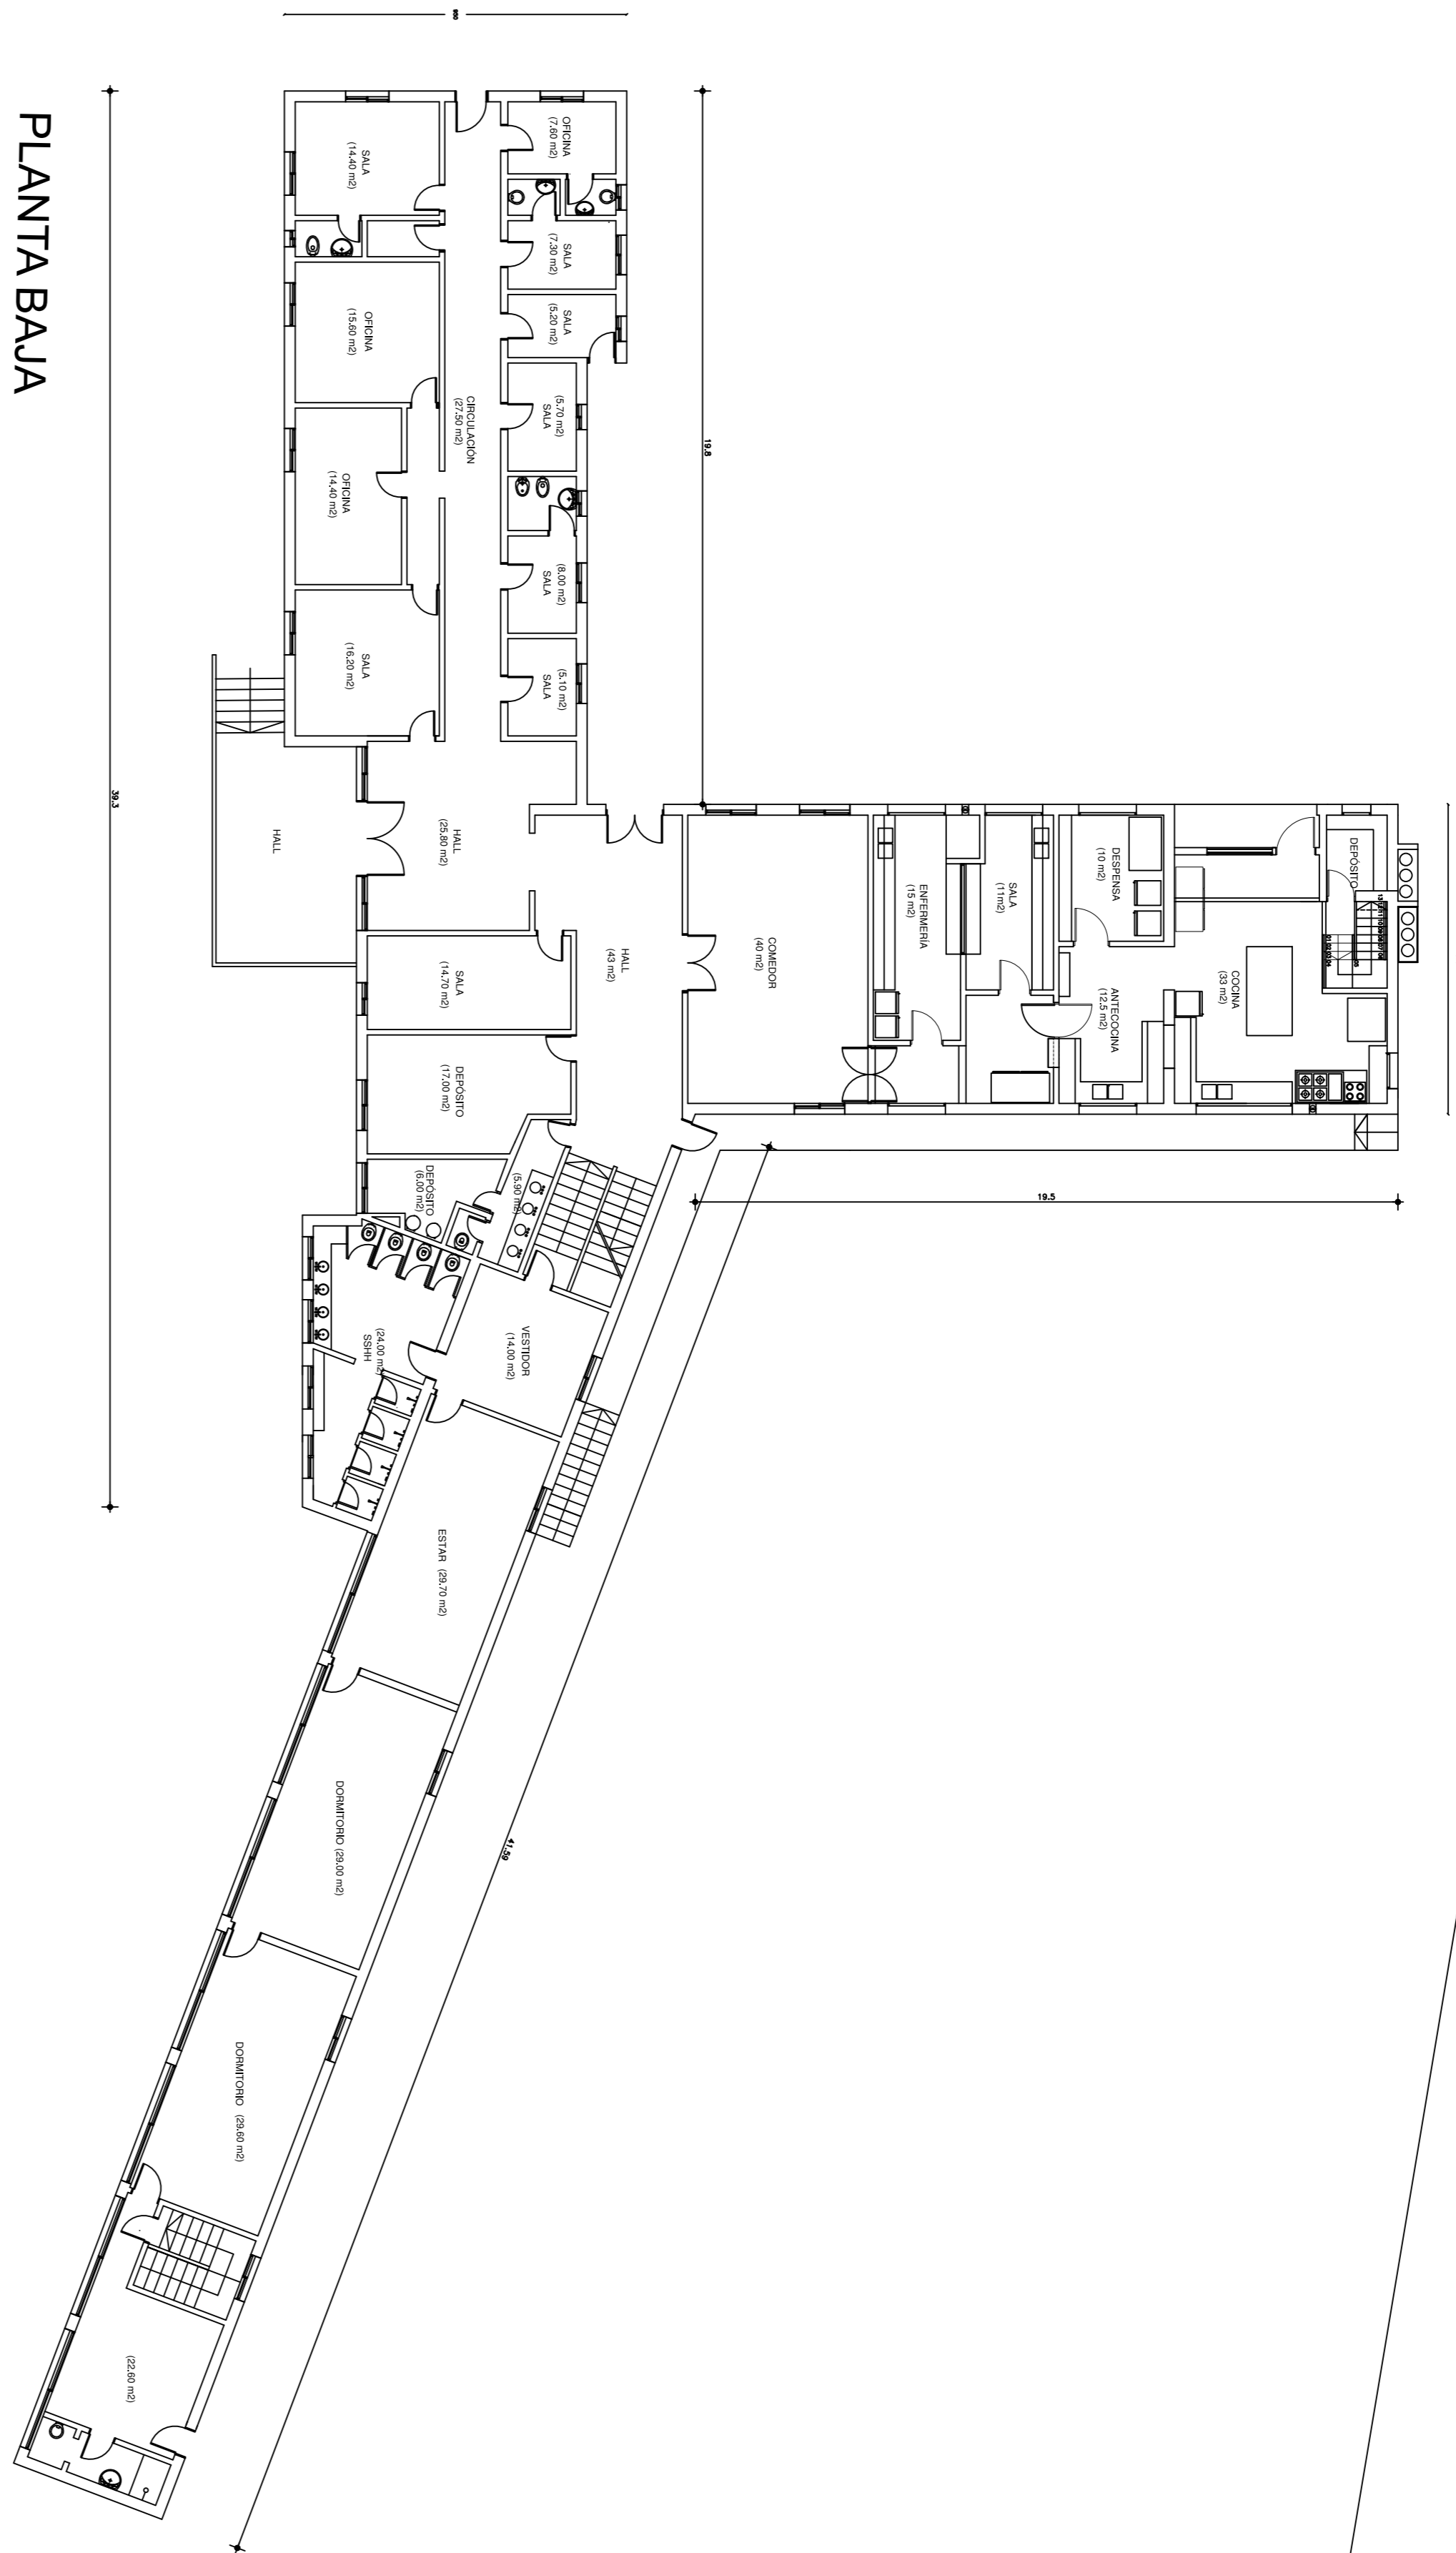 PLANTA BAJA
950
19.8
39.3
19.5
41.59
OFICINA
(7.60 m2)
SALA
(14.40 m2)
SALA
(7.30 m2)
SALA
(5.20 m2)
OFICINA
(15.60 m2)
(5.70 m2)
SALA
CIRCULACIÓN
(27.50 m2)
OFICINA
(14,40 m2)
(8.00 m2)
SALA
SALA
(16,20 m2)
(5.10 m2)
SALA
HALL
HALL
(25,80 m2)
HALL
(43 m2)
SALA
(14,70 m2)
DEPÓSITO
(17,00 m2)
DEPÓSITO
(6.00 m2)
(5,90 m2)
COMEDOR
(40 m2)
ENFERMERÍA
(15 m2)
SALA
(11m2)
DESPENSA
(10 m2)
ANTECOCINA
(12,5 m2)
COCINA
(33 m2)
DEPÓSITO
VESTIDOR
(14,00 m2)
(24,00 m2)
SSHH
ESTAR (29.70 m2)
DORMITORIO (29.00 m2)
DORMITORIO (29.60 m2)
(22,60 m2)